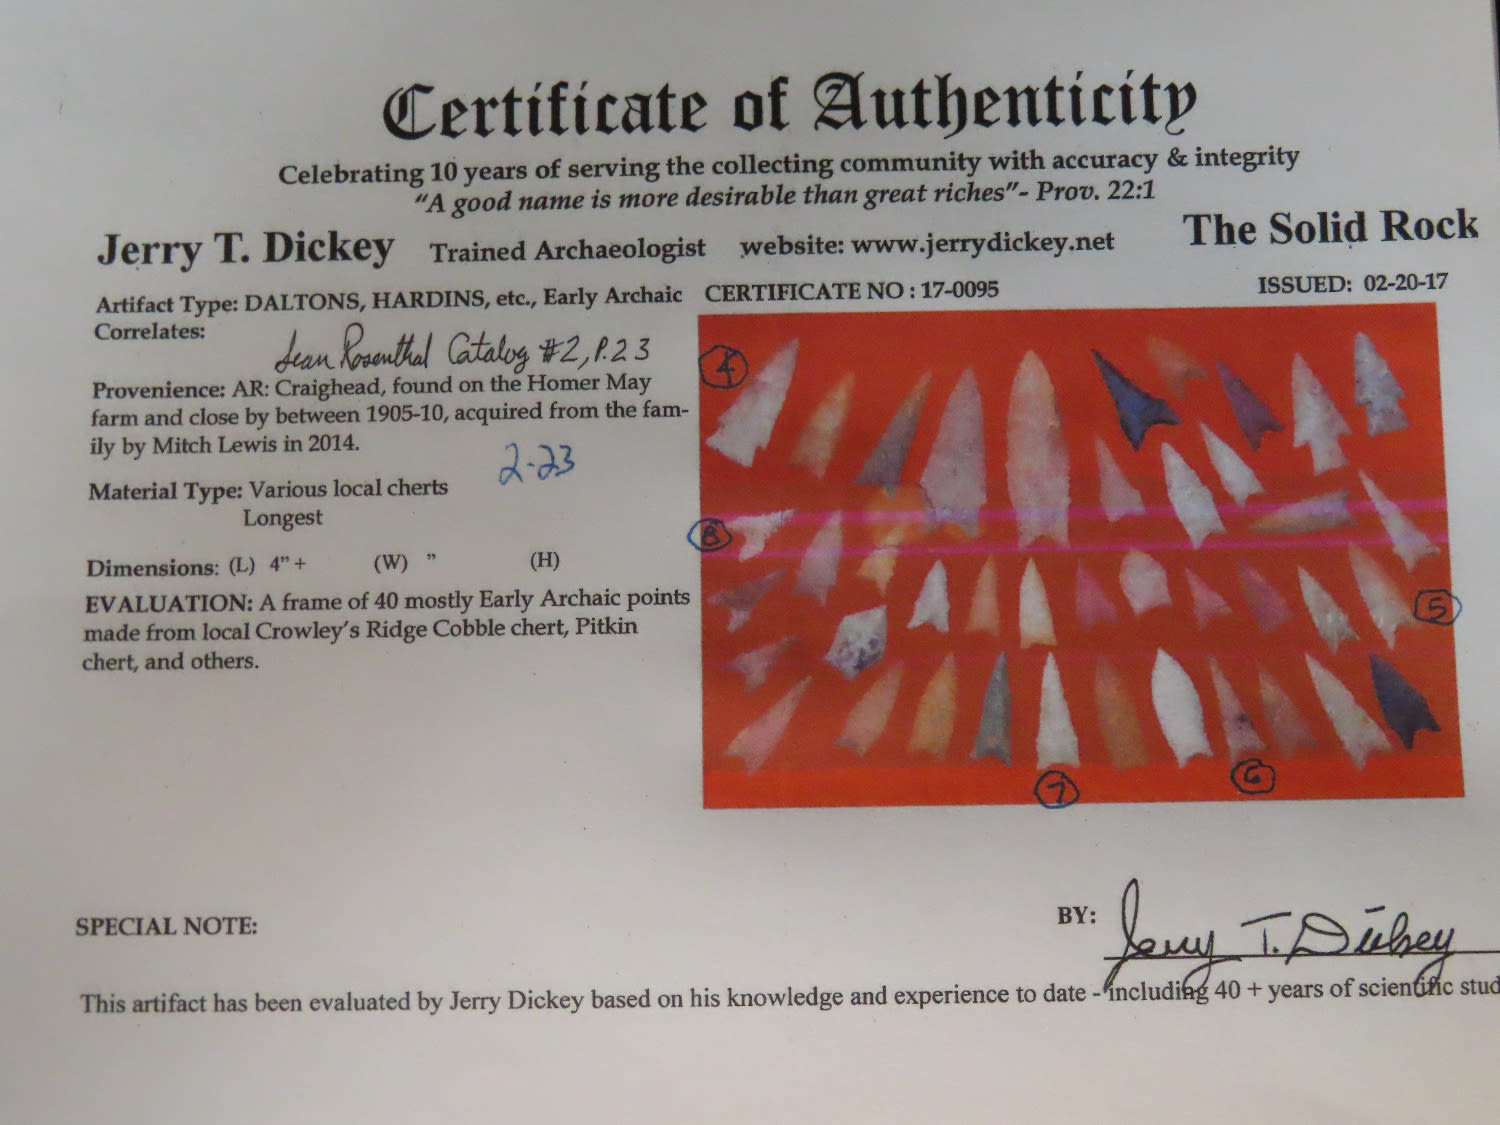 Certificate of Authenticity
Celebrating 10 years of serving the collecting community with accuracy & integrity
"A good name is more desirable than great riches"- Prov. 22:1
Jerry T. Dickey Trained Archaeologist website: www.jerrydickey.net The Solid Rock
Artifact Type: DALTONS, HARDINS, etc., Early Archaic CERTIFICATE NO : 17-0095 ISSUED: 02-20-17
Correlates:
Sean Rosenthal Catalog #2, P. 23
Provenience: AR: Craighead, found on the Homer May
farm and close by between 1905-10, acquired from the fam-
ily by Mitch Lewis in 2014.
2-23
Material Type: Various local cherts
Longest
Dimensions: (L) 4"+ (W) " (H)
EVALUATION: A frame of 40 mostly Early Archaic points
made from local Crowley's Ridge Cobble chert, Pitkin
chert, and others.
4
8
5
7
6
SPECIAL NOTE:
BY: Jerry T. Dickey
This artifact has been evaluated by Jerry Dickey based on his knowledge and experience to date - including 40 + years of scientific stud